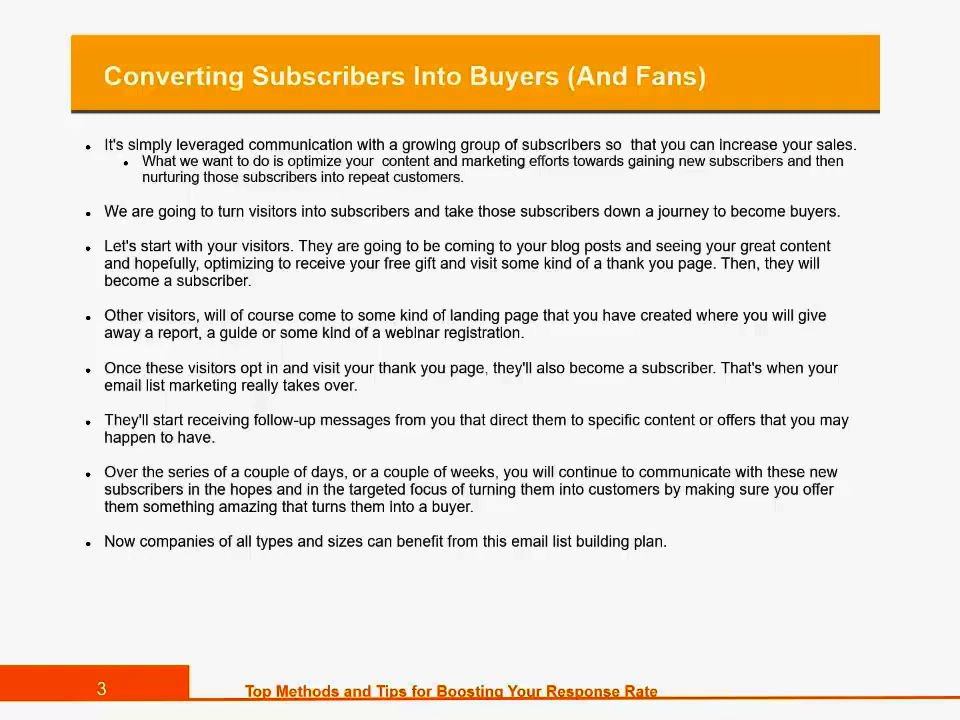 Converting Subscribers Into Buyers (And Fans)
• It's simply leveraged communication with a growing group of subscribers so that you can increase your sales.
• What we want to do is optimize your content and marketing efforts towards gaining new subscribers and then
nurturing those subscribers into repeat customers.
• We are going to turn visitors into subscribers and take those subscribers down a journey to become buyers.
• Let's start with your visitors. They are going to be coming to your blog posts and seeing your great content
and hopefully, optimizing to receive your free gift and visit some kind of a thank you page. Then, they will
become a subscriber.
• Other visitors, will of course come to some kind of landing page that you have created where you will give
away a report, a guide or some kind of a webinar registration.
• Once these visitors opt in and visit your thank you page, they'll also become a subscriber. That's when your
email list marketing really takes over.
• They'll start receiving follow-up messages from you that direct them to specific content or offers that you may
happen to have.
• Over the series of a couple of days, or a couple of weeks, you will continue to communicate with these new
subscribers in the hopes and in the targeted focus of turning them into customers by making sure you offer
them something amazing that turns them into a buyer.
• Now companies of all types and sizes can benefit from this email list building plan.
3
Top Methods and Tips for Boosting Your Response Rate